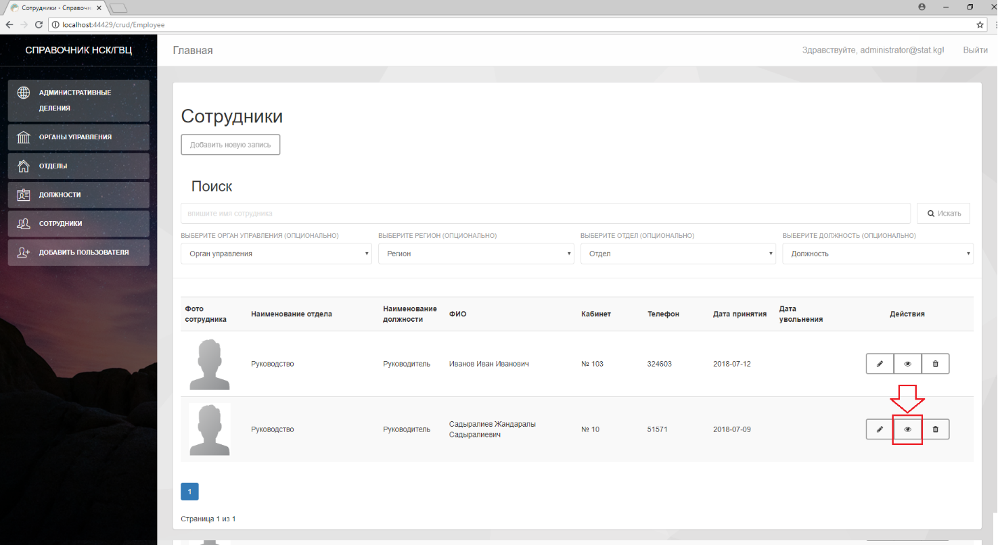 Сотрудники - Справочни
localhost:44429/crud/Employee
СПРАВОЧНИК НСК/ГВЦ
Главная
Здравствуйте, administrator@stat.kg!
Выйти
АДМИНИСТРАТИВНЫЕ
ДЕЛЕНИЯ
ОРГАНЫ УПРАВЛЕНИЯ
ОТДЕЛЫ
ДОЛЖНОСТИ
СОТРУДНИКИ
ДОБАВИТЬ ПОЛЬЗОВАТЕЛЯ
Сотрудники
Добавить новую запись
Поиск
впишите имя сотрудника
Искать
ВЫБЕРИТЕ ОРГАН УПРАВЛЕНИЯ (ОПЦИОНАЛЬНО)
ВЫБЕРИТЕ РЕГИОН (ОПЦИОНАЛЬНО)
ВЫБЕРИТЕ ОТДЕЛ (ОПЦИОНАЛЬНО)
ВЫБЕРИТЕ ДОЛЖНОСТЬ (ОПЦИОНАЛЬНО)
Орган управления
Регион
Отдел
Должность
Фото
сотрудника
Наименование отдела
Наименование
должности
ФИО
Кабинет
Телефон
Дата принятия
Дата
увольнения
Действия
Руководство
Руководитель
Иванов Иван Иванович
№ 103
324603
2018-07-12
Руководство
Руководитель
Садыралиев Жандаралы
Садыралиевич
№ 10
51571
2018-07-09
1
Страница 1 из 1